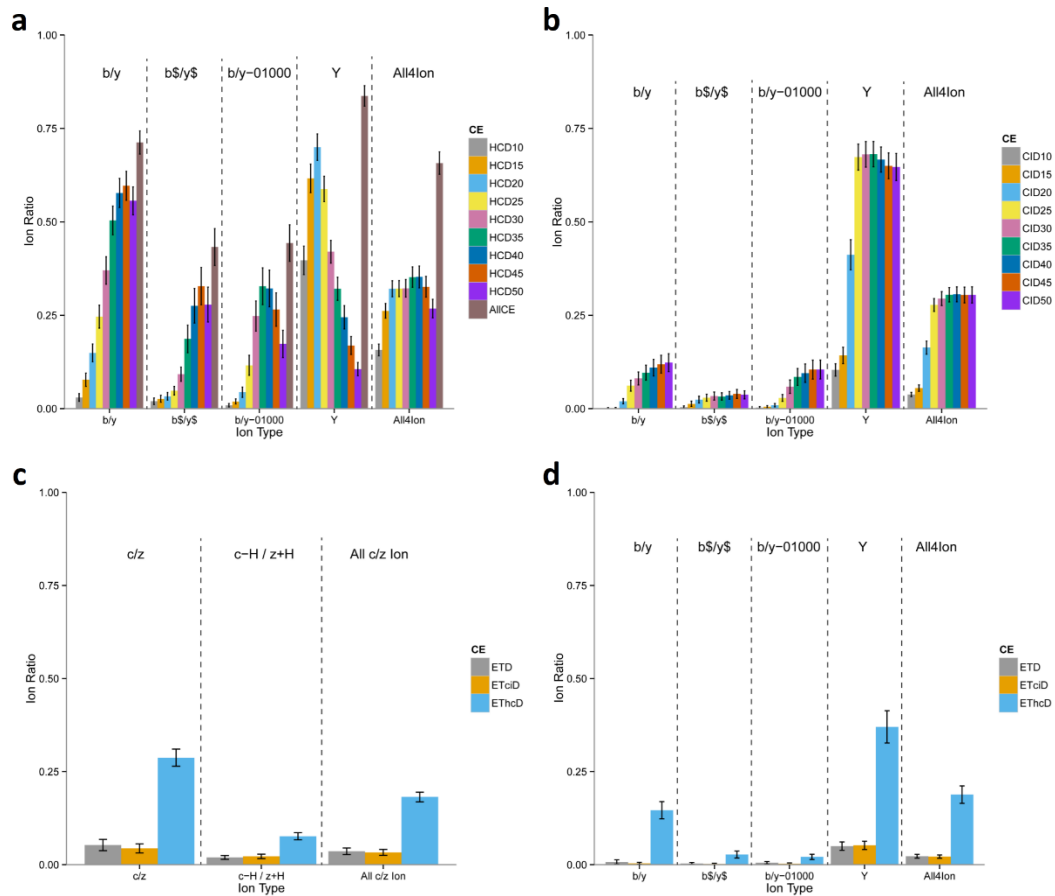 a
1.00
0.75
0.50
0.25
0.00
Ion Ratio
b/y
b$/y$
b/y−01000
Y
All4Ion
b/y
b$/y$
b/y−01000
Y
All4Ion
Ion Type
CE
HCD10
HCD15
HCD20
HCD25
HCD30
HCD35
HCD40
HCD45
HCD50
AllCE
b
1.00
0.75
0.50
0.25
0.00
Ion Ratio
b/y
b$/y$
b/y−01000
Y
All4Ion
b/y
b$/y$
b/y−01000
Y
All4Ion
Ion Type
CE
CID10
CID15
CID20
CID25
CID30
CID35
CID40
CID45
CID50
c
1.00
0.75
0.50
0.25
0.00
Ion Ratio
c/z
c−H / z+H
All c/z Ion
c/z
c−H / z+H
All c/z Ion
Ion Type
CE
ETD
ETciD
EThcD
d
1.00
0.75
0.50
0.25
0.00
Ion Ratio
b/y
b$/y$
b/y−01000
Y
All4Ion
b/y
b$/y$
b/y−01000
Y
All4Ion
Ion Type
CE
ETD
ETciD
EThcD